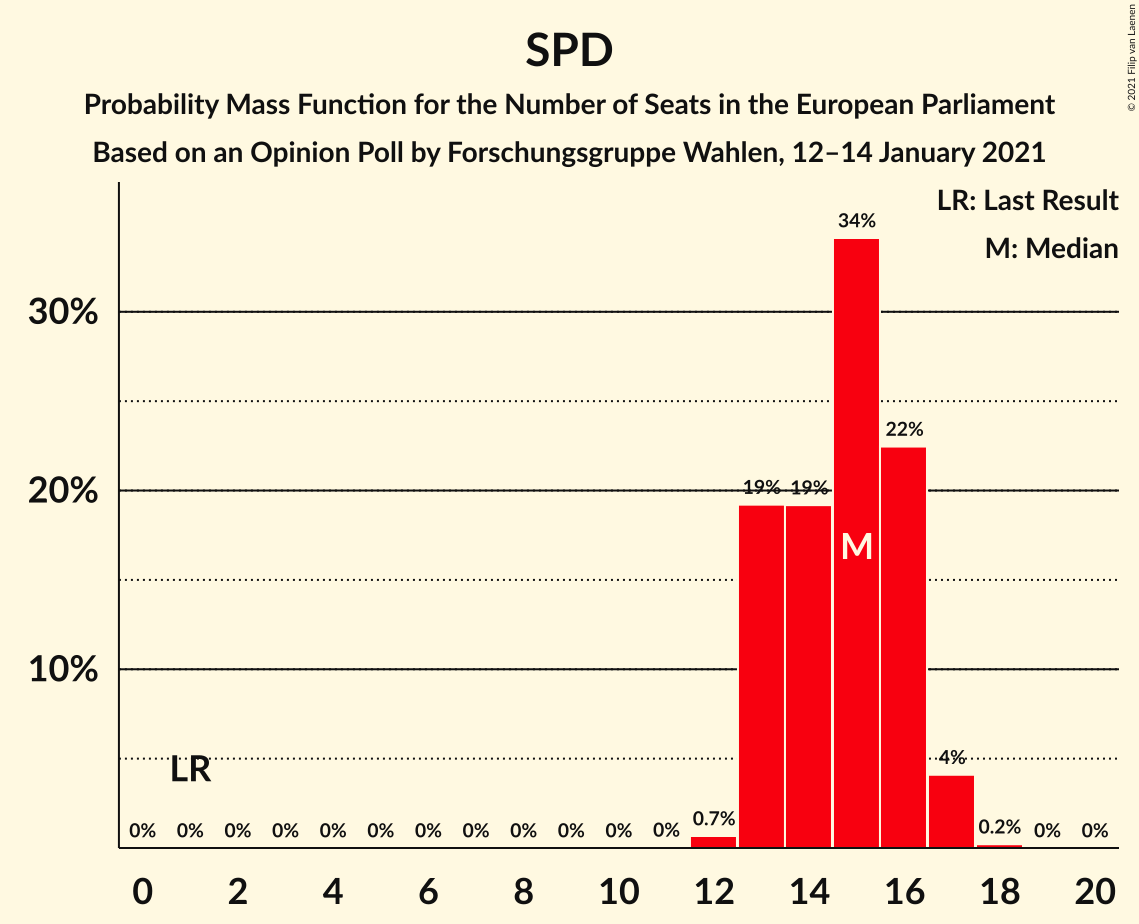 SPD
Probability Mass Function for the Number of Seats in the European Parliament
Based on an Opinion Poll by Forschungsgruppe Wahlen, 12–14 January 2021
© 2021 Filip van Laenen
LR: Last Result
M: Median
34%
30%
22%
20%
19% 19%
M
10%
LR
4%
0% 0% 0% 0% 0% 0% 0% 0% 0% 0% 0% 0% 0.7% 0.2% 0% 0%
0 2 4 6 8 10 12 14 16 18 20